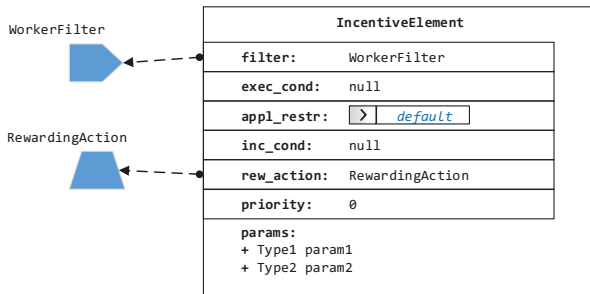 IncentiveElement
WorkerFilter
filter: WorkerFilter
exec_cond: null
appl_restr: > default
RewardingAction
inc_cond: null
rew_action: RewardingAction
priority: 0
params:
+ Type1 param1
+ Type2 param2